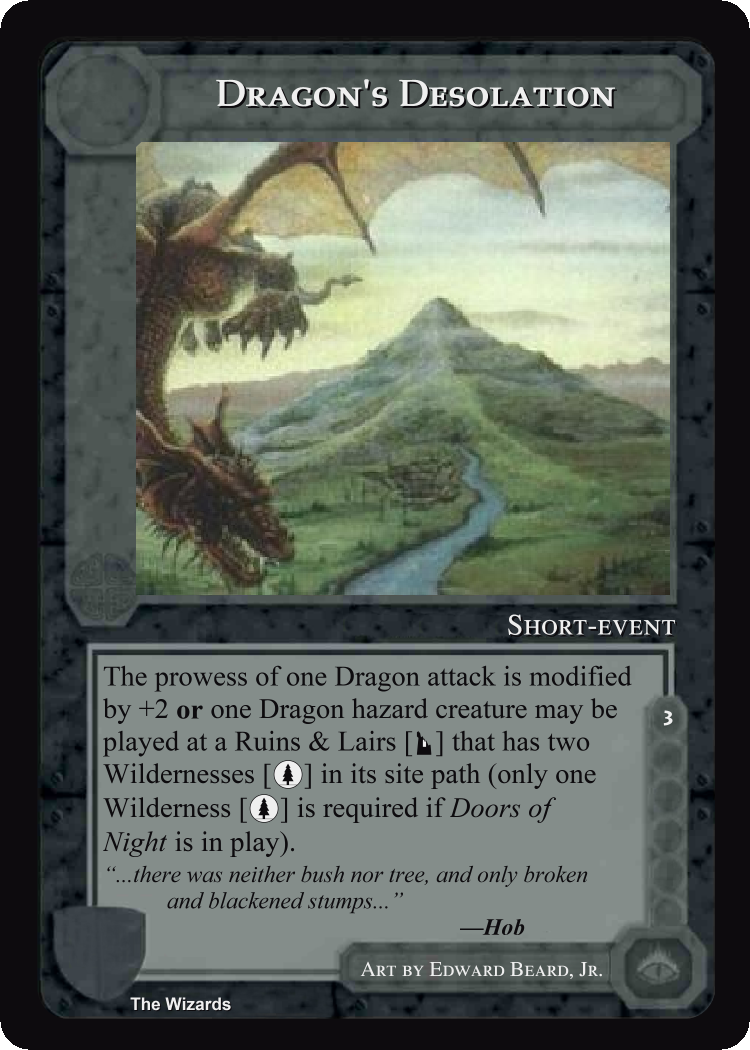 DRAGON'S DESOLATION
SHORT-EVENT
The prowess of one Dragon attack is modified
by +2 or one Dragon hazard creature may be
3
played at a Ruins & Lairs [ ] that has two
Wildernesses [ ] in its site path (only one
Wilderness [ ] is required if Doors of
Night is in play).
“...there was neither bush nor tree, and only broken
and blackened stumps...”
—Hob
ART BY EDWARD BEARD, JR.
The Wizards